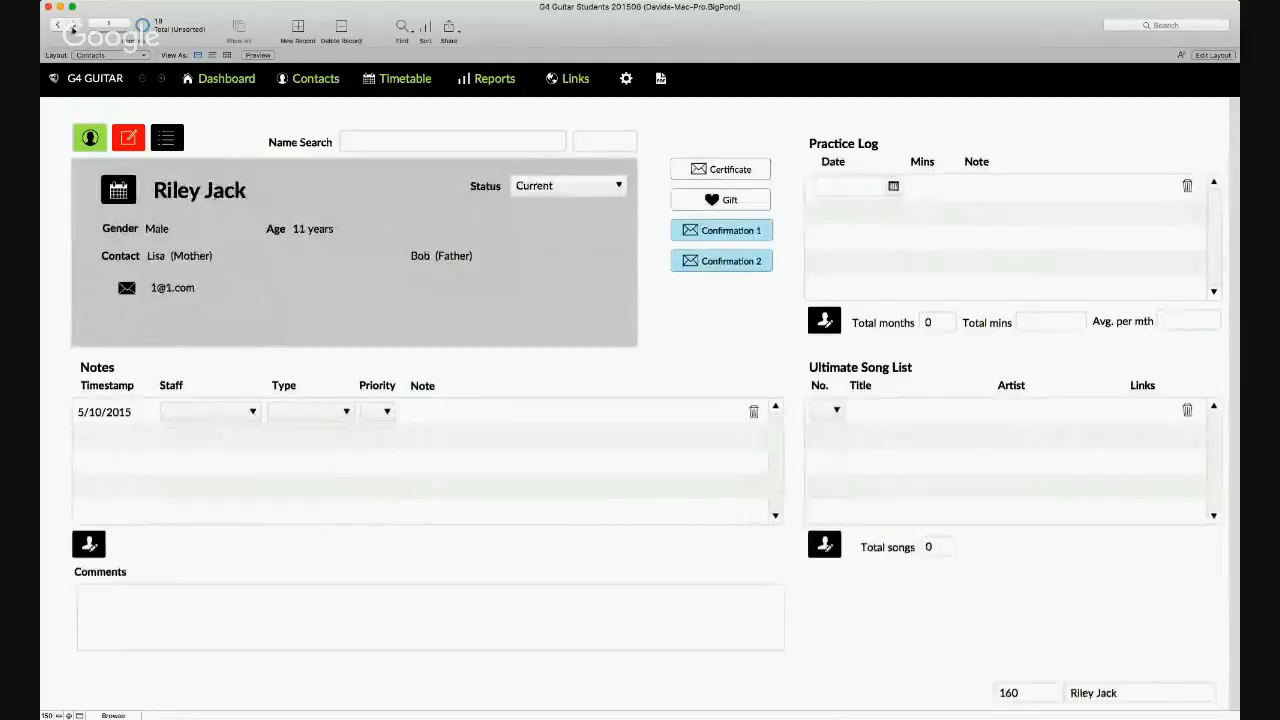 G4 Guitar Students 201506 (Davids-Mac-Pro.BigPond)
18
Total (Unsorted)
Show All
New Record
Delete Record
Find
Sort
Share
Search
Google
Layout: Contacts
View As:
Preview
Edit Layout
G4 GUITAR
Dashboard
Contacts
Timetable
Reports
Links
Name Search
Riley Jack
Status
Current
Gender Male
Age 11 years
Contact Lisa (Mother)
Bob (Father)
1@1.com
Certificate
Gift
Confirmation 1
Confirmation 2
Practice Log
Date Mins Note
Total months 0 Total mins Avg. per mth
Notes
Timestamp Staff Type Priority Note
5/10/2015
Ultimate Song List
No. Title Artist Links
Total songs 0
Comments
160 Riley Jack
150
Browse